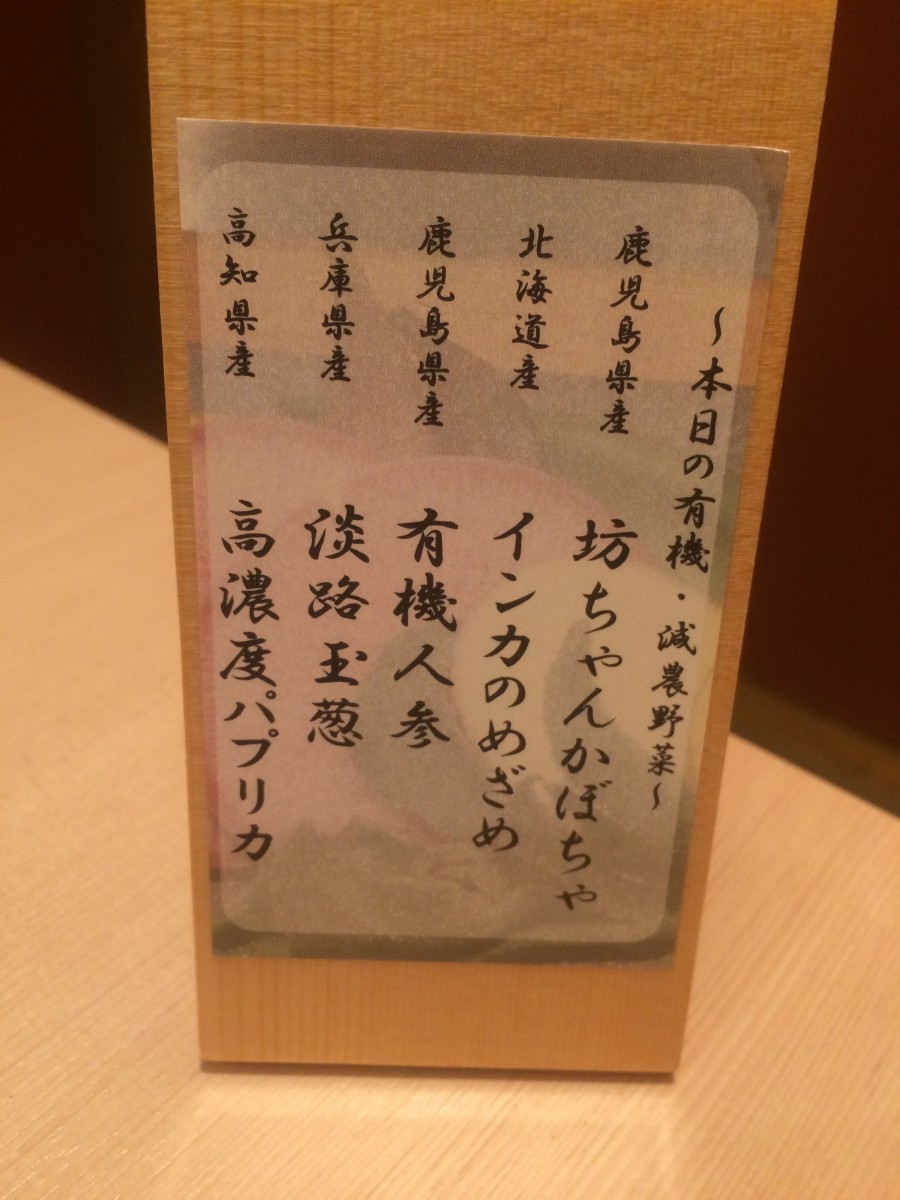 ～本日の有機・減農野菜～
鹿児島県産 坊ちゃんかぼちゃ
北海道産 インカのめざめ
鹿児島県産 有機人参
兵庫県産 淡路玉葱
高知県産 高濃度パプリカ